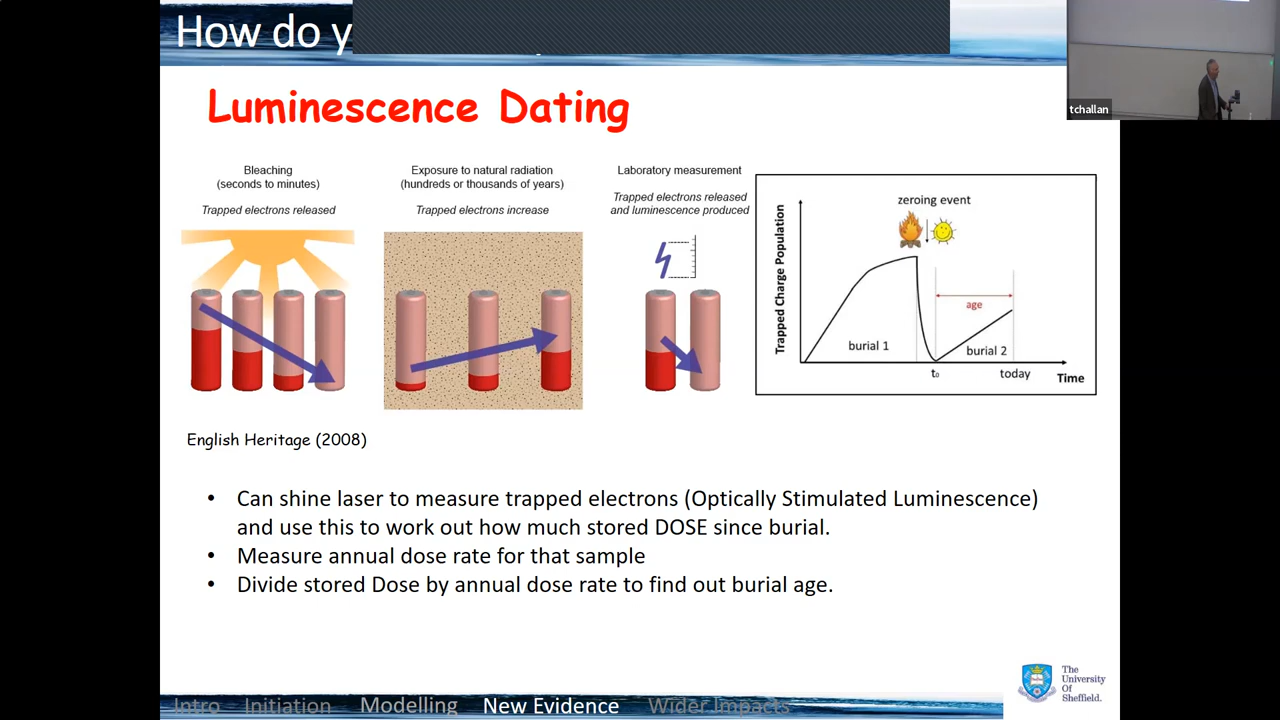 How do y
tchallan
Luminescence Dating
Bleaching
(seconds to minutes)
Trapped electrons released
Exposure to natural radiation
(hundreds or thousands of years)
Trapped electrons increase
Laboratory measurement
Trapped electrons released
and luminescence produced
Trapped Charge Population
zeroing event
age
burial 1
burial 2
t₀
today
Time
English Heritage (2008)
• Can shine laser to measure trapped electrons (Optically Stimulated Luminescence)
and use this to work out how much stored DOSE since burial.
• Measure annual dose rate for that sample
• Divide stored Dose by annual dose rate to find out burial age.
The
University
Of
Sheffield.
Intro Initiation Modelling New Evidence Wider Impacts